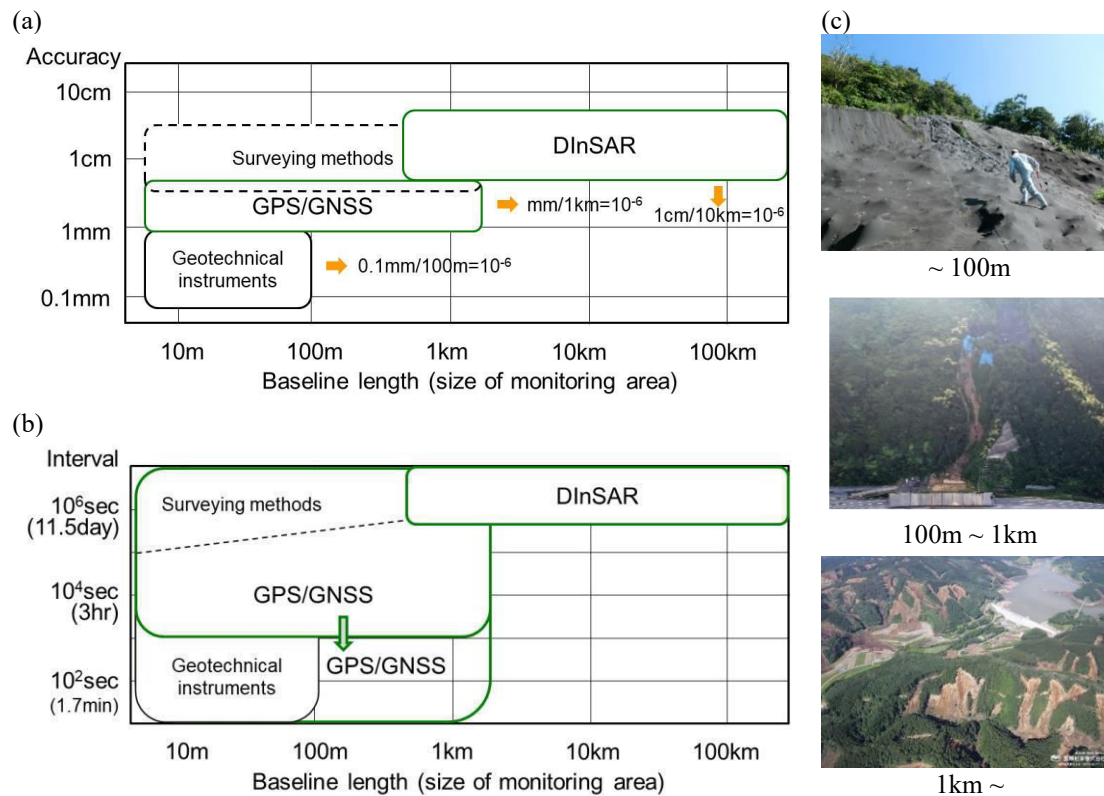 (a)
Accuracy
10cm
1cm
1mm
0.1mm
Surveying methods
DInSAR
GPS/GNSS
mm/1km=10⁻⁶
1cm/10km=10⁻⁶
Geotechnical
instruments
0.1mm/100m=10⁻⁶
10m 100m 1km 10km 100km
Baseline length (size of monitoring area)
(b)
Interval
10⁶sec
(11.5day)
10⁴sec
(3hr)
10²sec
(1.7min)
Surveying methods
DInSAR
GPS/GNSS
Geotechnical
instruments
GPS/GNSS
10m 100m 1km 10km 100km
Baseline length (size of monitoring area)
(c)
~ 100m
100m ~ 1km
1km ~